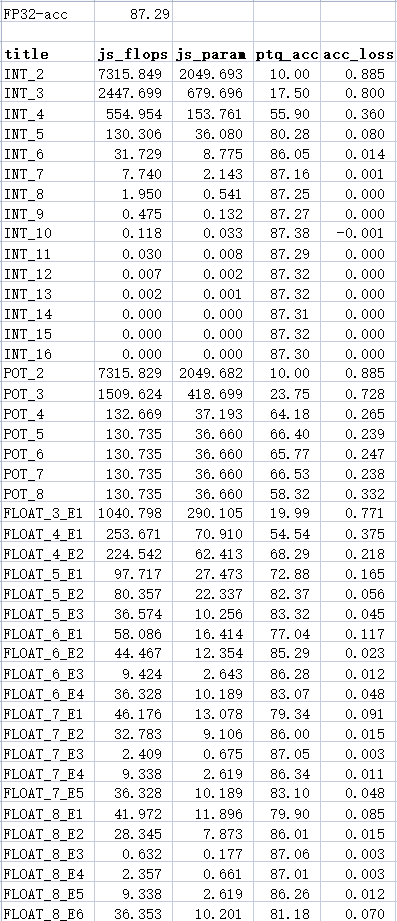 FP32-acc 87.29
title js_flops js_param ptq_acc acc_loss
INT_2 7315.849 2049.693 10.00 0.885
INT_3 2447.699 679.696 17.50 0.800
INT_4 554.954 153.761 55.90 0.360
INT_5 130.306 36.080 80.28 0.080
INT_6 31.729 8.775 86.05 0.014
INT_7 7.740 2.143 87.16 0.001
INT_8 1.950 0.541 87.25 0.000
INT_9 0.475 0.132 87.27 0.000
INT_10 0.118 0.033 87.38 -0.001
INT_11 0.030 0.008 87.29 0.000
INT_12 0.007 0.002 87.32 0.000
INT_13 0.002 0.001 87.32 0.000
INT_14 0.000 0.000 87.31 0.000
INT_15 0.000 0.000 87.32 0.000
INT_16 0.000 0.000 87.30 0.000
POT_2 7315.829 2049.682 10.00 0.885
POT_3 1509.624 418.699 23.75 0.728
POT_4 132.669 37.193 64.18 0.265
POT_5 130.735 36.660 66.40 0.239
POT_6 130.735 36.660 65.77 0.247
POT_7 130.735 36.660 66.53 0.238
POT_8 130.735 36.660 58.32 0.332
FLOAT_3_E1 1040.798 290.105 19.99 0.771
FLOAT_4_E1 253.671 70.910 54.54 0.375
FLOAT_4_E2 224.542 62.413 68.29 0.218
FLOAT_5_E1 97.717 27.473 72.88 0.165
FLOAT_5_E2 80.357 22.337 82.37 0.056
FLOAT_5_E3 36.574 10.256 83.32 0.045
FLOAT_6_E1 58.086 16.414 77.04 0.117
FLOAT_6_E2 44.467 12.354 85.29 0.023
FLOAT_6_E3 9.424 2.643 86.28 0.012
FLOAT_6_E4 36.328 10.189 83.07 0.048
FLOAT_7_E1 46.176 13.078 79.34 0.091
FLOAT_7_E2 32.783 9.106 86.00 0.015
FLOAT_7_E3 2.409 0.675 87.05 0.003
FLOAT_7_E4 9.338 2.619 86.34 0.011
FLOAT_7_E5 36.328 10.189 83.10 0.048
FLOAT_8_E1 41.972 11.896 79.90 0.085
FLOAT_8_E2 28.345 7.873 86.01 0.015
FLOAT_8_E3 0.632 0.177 87.06 0.003
FLOAT_8_E4 2.357 0.661 87.01 0.003
FLOAT_8_E5 9.338 2.619 86.26 0.012
FLOAT_8_E6 36.353 10.201 81.18 0.070